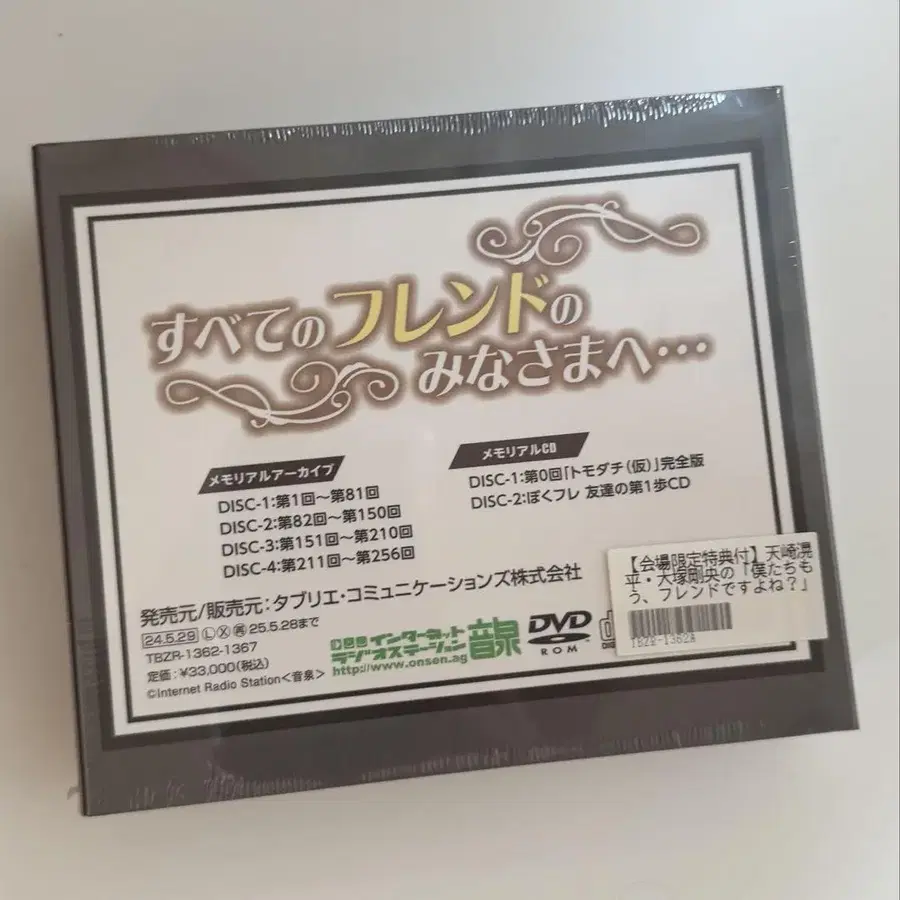 すべてのフレンドの
みなさまへ…
メモリアルアーカイブ
DISC-1:第1回〜第81回
DISC-2:第82回〜第150回
DISC-3:第151回〜第210回
DISC-4:第211回〜第256回
メモリアルCD
DISC-1:第0回「トモダチ(仮)」完全版
DISC-2:ぼくフレ 友達の第1歩CD
発売元/販売元:タブリエ・コミュニケーションズ株式会社
24.5.29 Ⓛ Ⓧ ㊢ 25.5.28まで
TBZR-1362-1367
定価:¥33,000(税込)
©Internet Radio Station<音泉>
インターネット
ラジオステーション 音泉
http://www.onsen.ag
DVD
ROM
【会場限定特典付】天﨑滉
平・大塚剛央の「僕たちも
う、フレンドですよね?」
TBZR-1362R